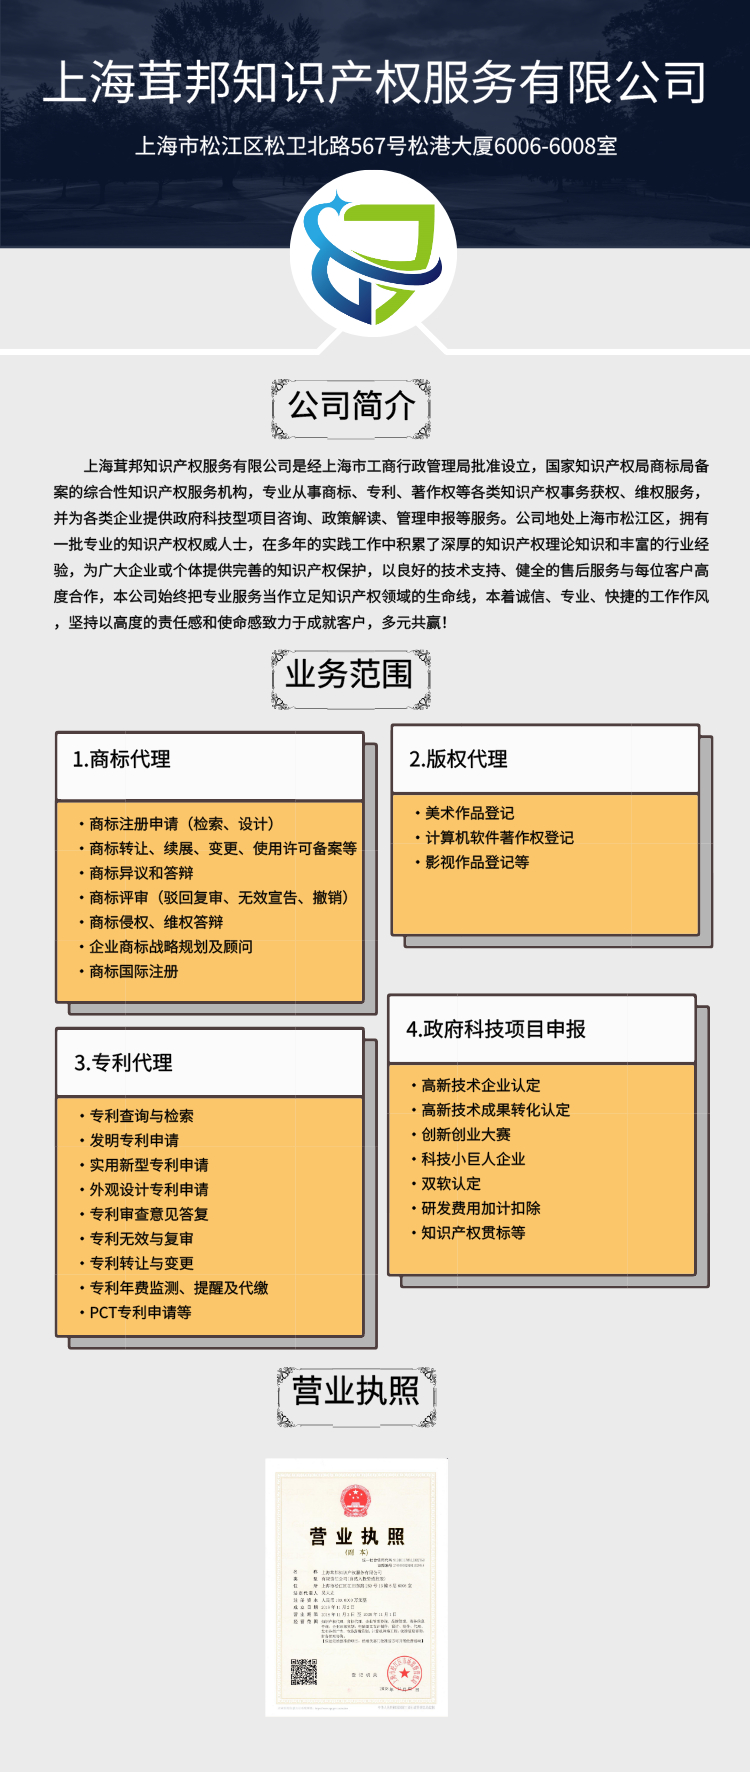 上海茸邦知识产权服务有限公司
上海市松江区松卫北路567号松港大厦6006-6008室
公司简介
上海茸邦知识产权服务有限公司是经上海市工商行政管理局批准设立，国家知识产权局商标局备
案的综合性知识产权服务机构，专业从事商标、专利、著作权等各类知识产权事务获权、维权服务，
并为各类企业提供政府科技型项目咨询、政策解读、管理申报等服务。公司地处上海市松江区，拥有
一批专业的知识产权权威人士，在多年的实践工作中积累了深厚的知识产权理论知识和丰富的行业经
验，为广大企业或个体提供完善的知识产权保护，以良好的技术支持、健全的售后服务与每位客户高
度合作，本公司始终把专业服务当作立足知识产权领域的生命线，本着诚信、专业、快捷的工作作风
，坚持以高度的责任感和使命感致力于成就客户，多元共赢！
业务范围
1.商标代理
·商标注册申请（检索、设计）
·商标转让、续展、变更、使用许可备案等
·商标异议和答辩
·商标评审（驳回复审、无效宣告、撤销）
·商标侵权、维权答辩
·企业商标战略规划及顾问
·商标国际注册
2.版权代理
·美术作品登记
·计算机软件著作权登记
·影视作品登记等
3.专利代理
·专利查询与检索
·发明专利申请
·实用新型专利申请
·外观设计专利申请
·专利审查意见答复
·专利无效与复审
·专利转让与变更
·专利年费监测、提醒及代缴
·PCT专利申请等
4.政府科技项目申报
·高新技术企业认定
·高新技术成果转化认定
·创新创业大赛
·科技小巨人企业
·双软认定
·研发费用加计扣除
·知识产权贯标等
营业执照
营业执照
(副本)
名称 上海茸邦知识产权服务有限公司
登记机关